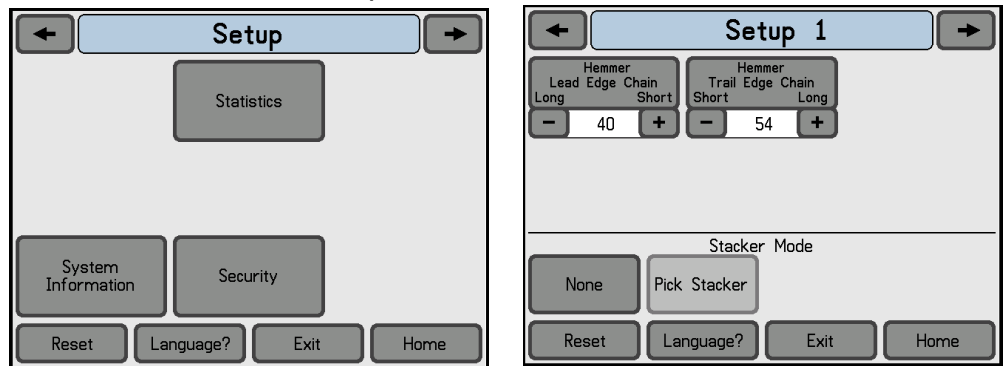 Setup
Statistics
System
Information
Security
Reset
Language?
Exit
Home
Setup 1
Hemmer
Lead Edge Chain
Long Short
- 40 +
Hemmer
Trail Edge Chain
Short Long
- 54 +
Stacker Mode
None
Pick Stacker
Reset
Language?
Exit
Home